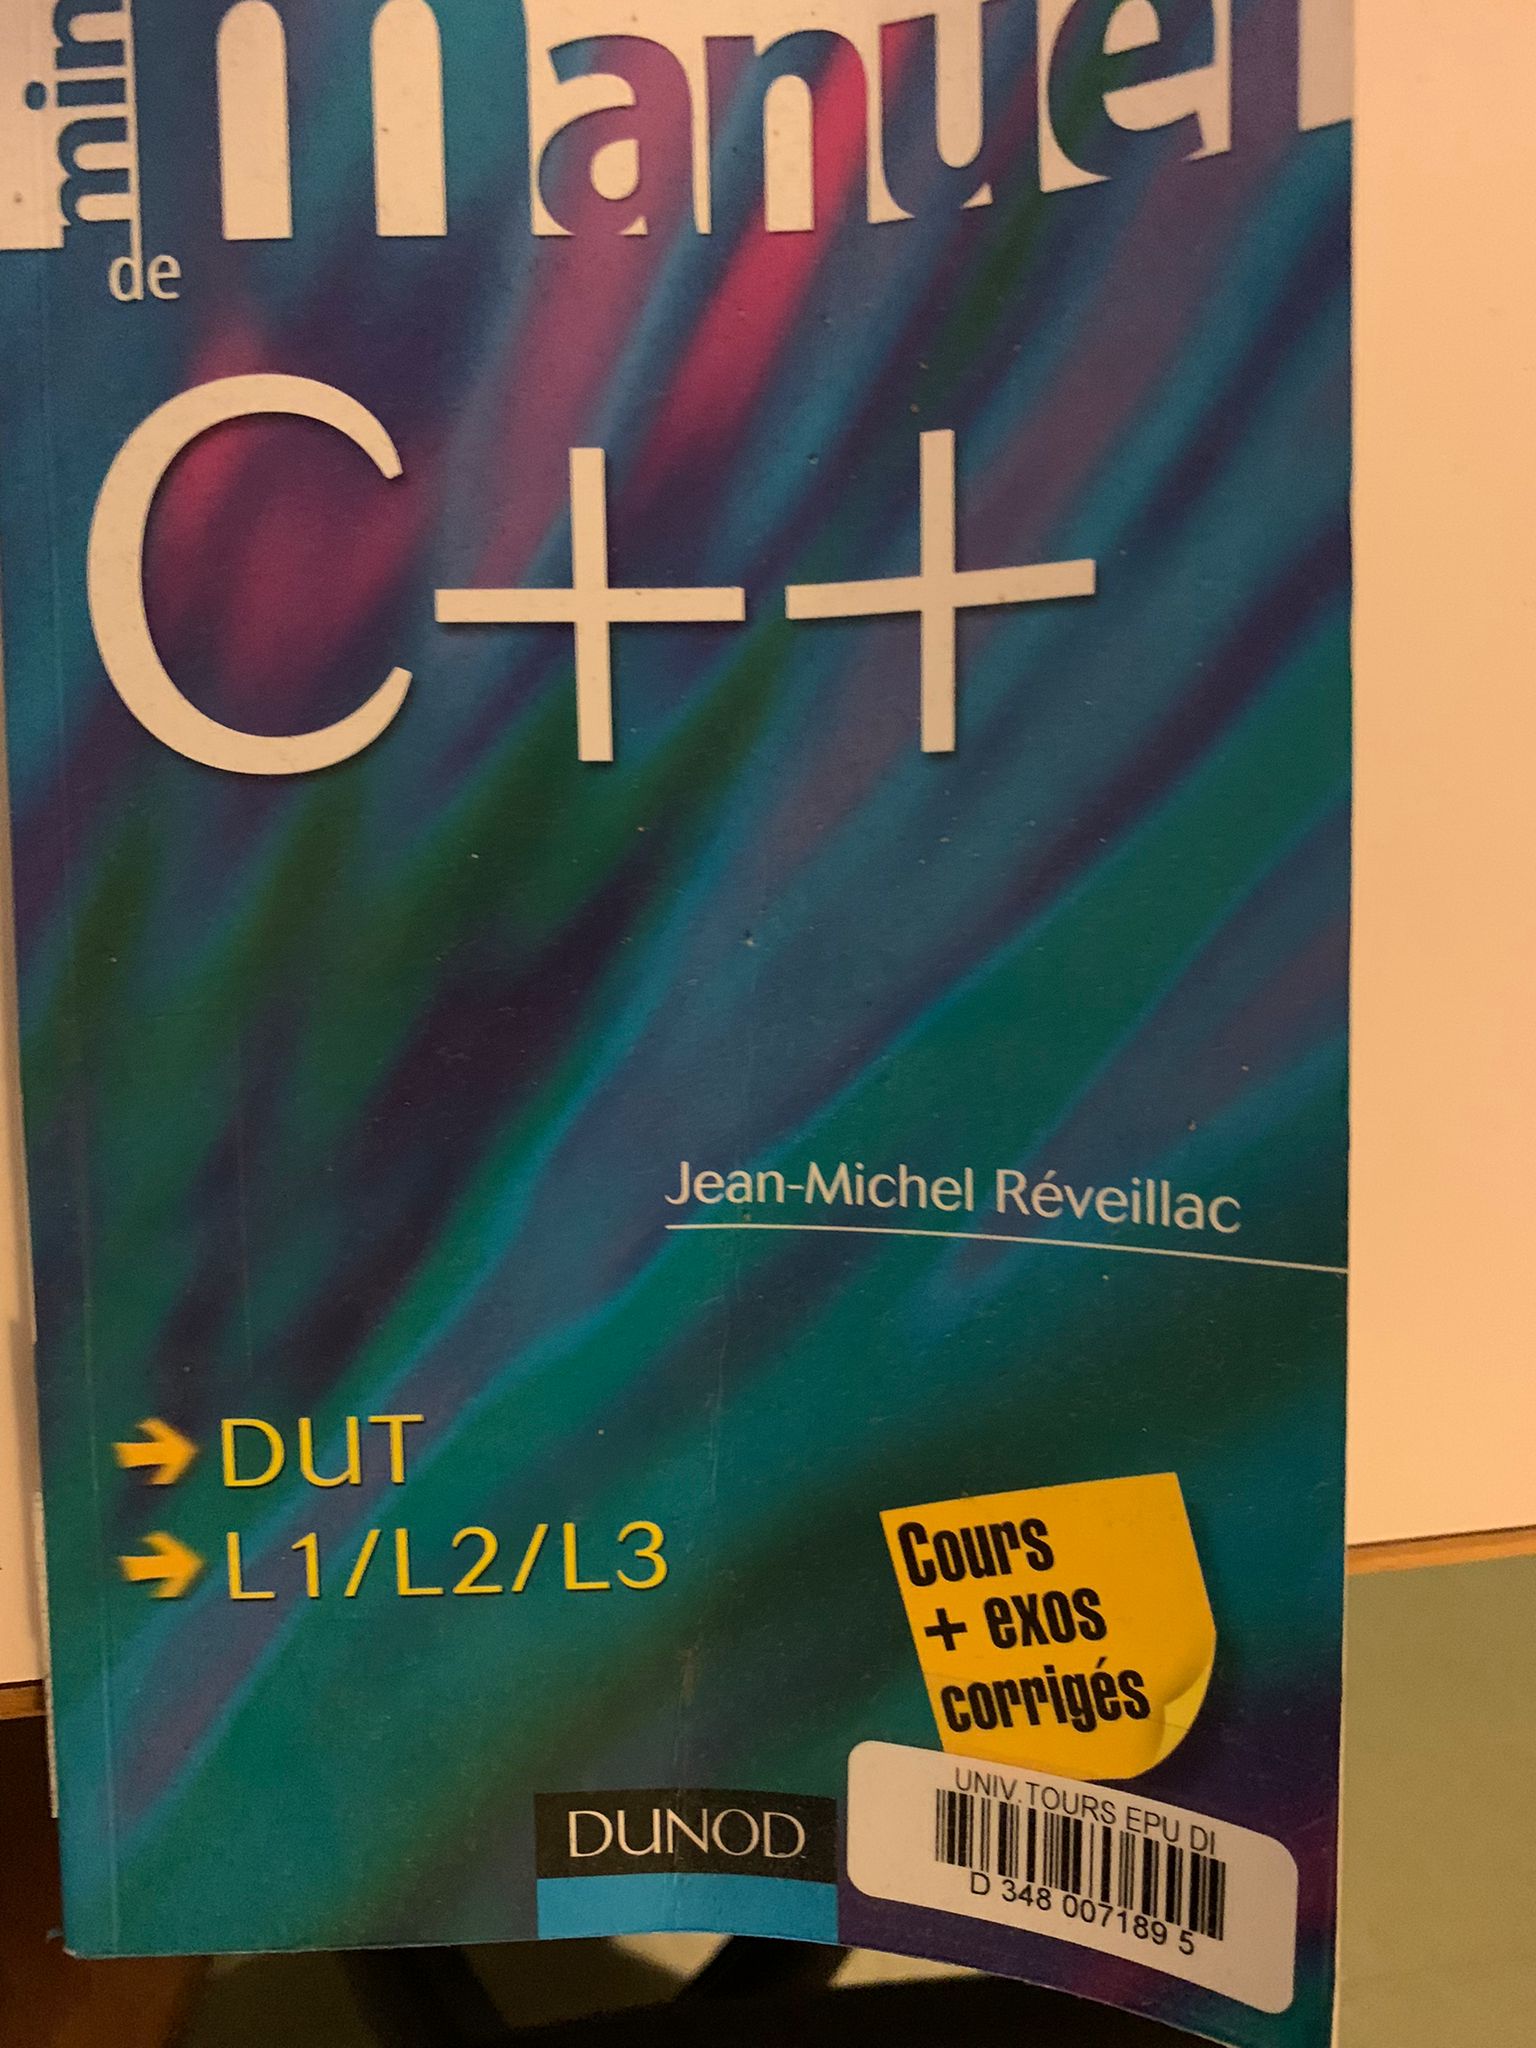 mini
manuel
de
C++
Jean-Michel Réveillac
DUT
L1/L2/L3
Cours
+ exos
corrigés
DUNOD
UNIV.TOURS EPU DI
D 348 007189 5